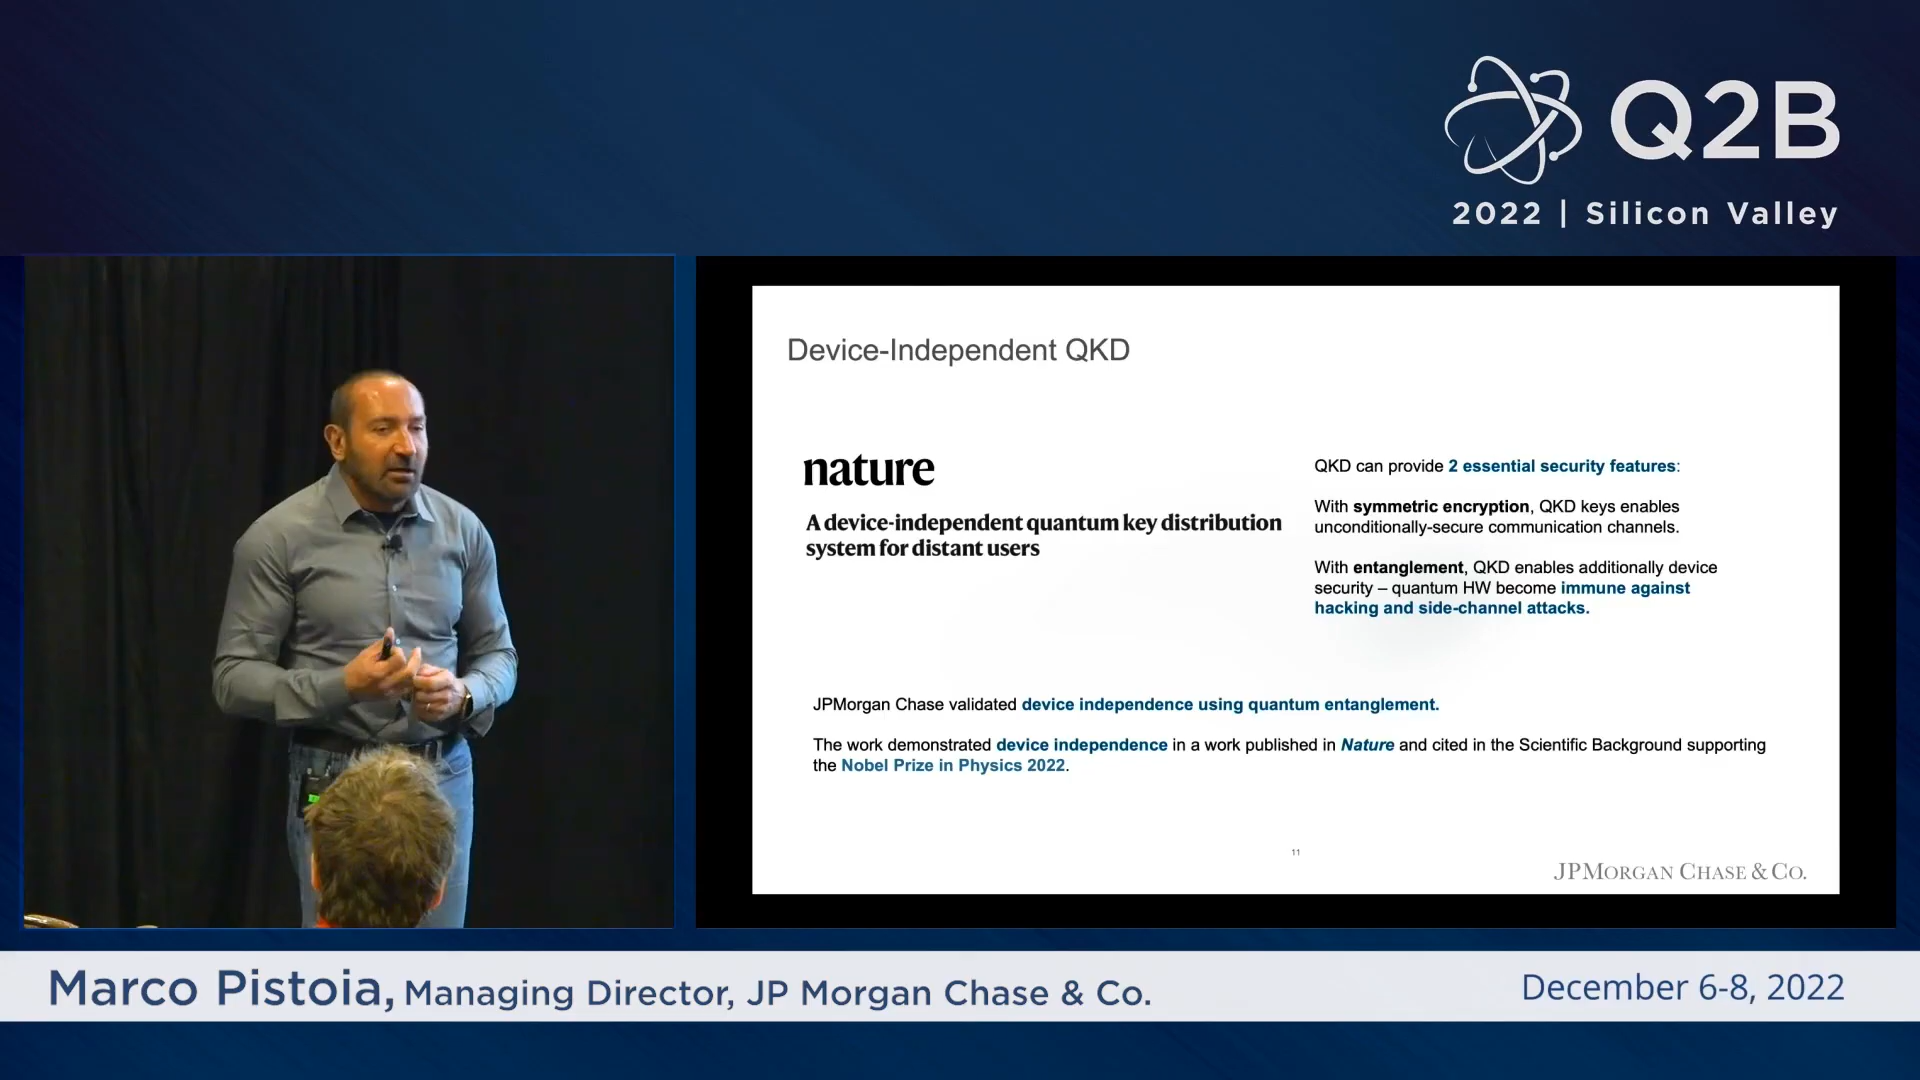 Q2B
2022 | Silicon Valley
Device-Independent QKD
nature
A device-independent quantum key distribution
system for distant users
QKD can provide 2 essential security features:
With symmetric encryption, QKD keys enables
unconditionally-secure communication channels.
With entanglement, QKD enables additionally device
security – quantum HW become immune against
hacking and side-channel attacks.
JPMorgan Chase validated device independence using quantum entanglement.
The work demonstrated device independence in a work published in Nature and cited in the Scientific Background supporting
the Nobel Prize in Physics 2022.
11
JPMORGAN CHASE & CO.
Marco Pistoia, Managing Director, JP Morgan Chase & Co.
December 6-8, 2022